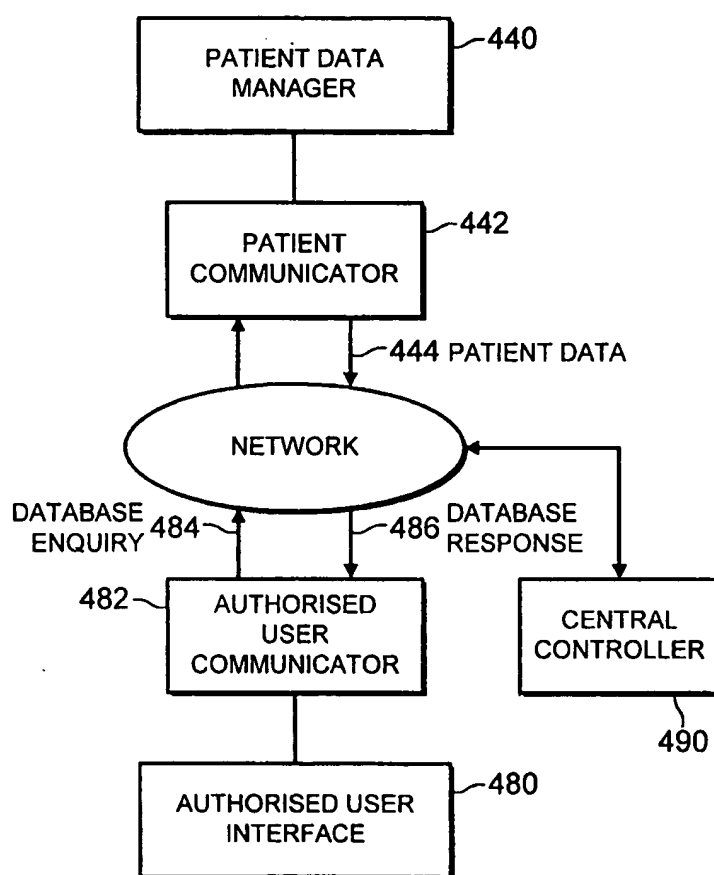 PATIENT DATA
MANAGER
440
PATIENT
COMMUNICATOR
442
444 PATIENT DATA
NETWORK
DATABASE
ENQUIRY
484
486
DATABASE
RESPONSE
482
AUTHORISED
USER
COMMUNICATOR
CENTRAL
CONTROLLER
490
480
AUTHORISED USER
INTERFACE